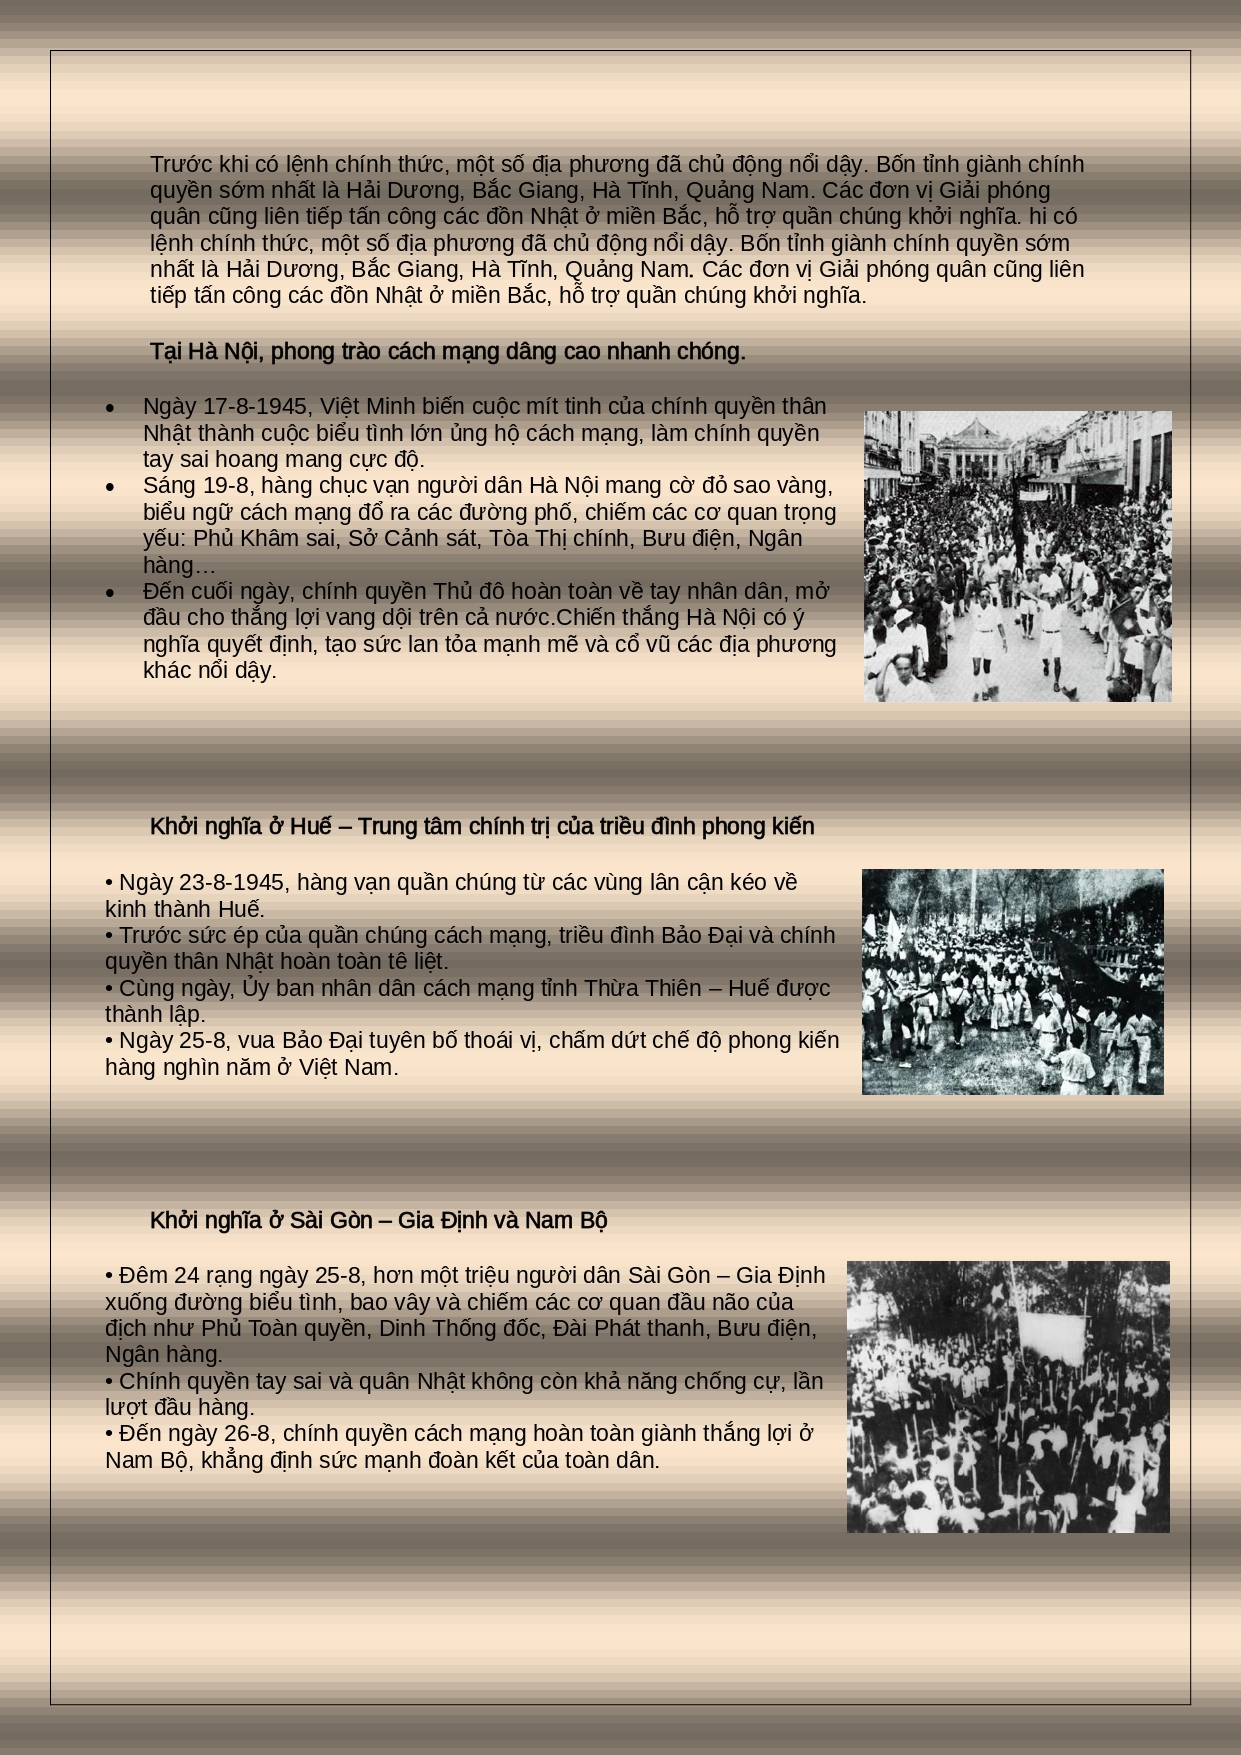 Trước khi có lệnh chính thức, một số địa phương đã chủ động nổi dậy. Bốn tỉnh giành chính
quyền sớm nhất là Hải Dương, Bắc Giang, Hà Tĩnh, Quảng Nam. Các đơn vị Giải phóng
quân cũng liên tiếp tấn công các đồn Nhật ở miền Bắc, hỗ trợ quần chúng khởi nghĩa. hi có
lệnh chính thức, một số địa phương đã chủ động nổi dậy. Bốn tỉnh giành chính quyền sớm
nhất là Hải Dương, Bắc Giang, Hà Tĩnh, Quảng Nam. Các đơn vị Giải phóng quân cũng liên
tiếp tấn công các đồn Nhật ở miền Bắc, hỗ trợ quần chúng khởi nghĩa.
Tại Hà Nội, phong trào cách mạng dâng cao nhanh chóng.
• Ngày 17-8-1945, Việt Minh biến cuộc mít tinh của chính quyền thân
Nhật thành cuộc biểu tình lớn ủng hộ cách mạng, làm chính quyền
tay sai hoang mang cực độ.
• Sáng 19-8, hàng chục vạn người dân Hà Nội mang cờ đỏ sao vàng,
biểu ngữ cách mạng đổ ra các đường phố, chiếm các cơ quan trọng
yếu: Phủ Khâm sai, Sở Cảnh sát, Tòa Thị chính, Bưu điện, Ngân
hàng…
• Đến cuối ngày, chính quyền Thủ đô hoàn toàn về tay nhân dân, mở
đầu cho thắng lợi vang dội trên cả nước.Chiến thắng Hà Nội có ý
nghĩa quyết định, tạo sức lan tỏa mạnh mẽ và cổ vũ các địa phương
khác nổi dậy.
Khởi nghĩa ở Huế – Trung tâm chính trị của triều đình phong kiến
• Ngày 23-8-1945, hàng vạn quần chúng từ các vùng lân cận kéo về
kinh thành Huế.
• Trước sức ép của quần chúng cách mạng, triều đình Bảo Đại và chính
quyền thân Nhật hoàn toàn tê liệt.
• Cùng ngày, Ủy ban nhân dân cách mạng tỉnh Thừa Thiên – Huế được
thành lập.
• Ngày 25-8, vua Bảo Đại tuyên bố thoái vị, chấm dứt chế độ phong kiến
hàng nghìn năm ở Việt Nam.
Khởi nghĩa ở Sài Gòn – Gia Định và Nam Bộ
• Đêm 24 rạng ngày 25-8, hơn một triệu người dân Sài Gòn – Gia Định
xuống đường biểu tình, bao vây và chiếm các cơ quan đầu não của
địch như Phủ Toàn quyền, Dinh Thống đốc, Đài Phát thanh, Bưu điện,
Ngân hàng.
• Chính quyền tay sai và quân Nhật không còn khả năng chống cự, lần
lượt đầu hàng.
• Đến ngày 26-8, chính quyền cách mạng hoàn toàn giành thắng lợi ở
Nam Bộ, khẳng định sức mạnh đoàn kết của toàn dân.